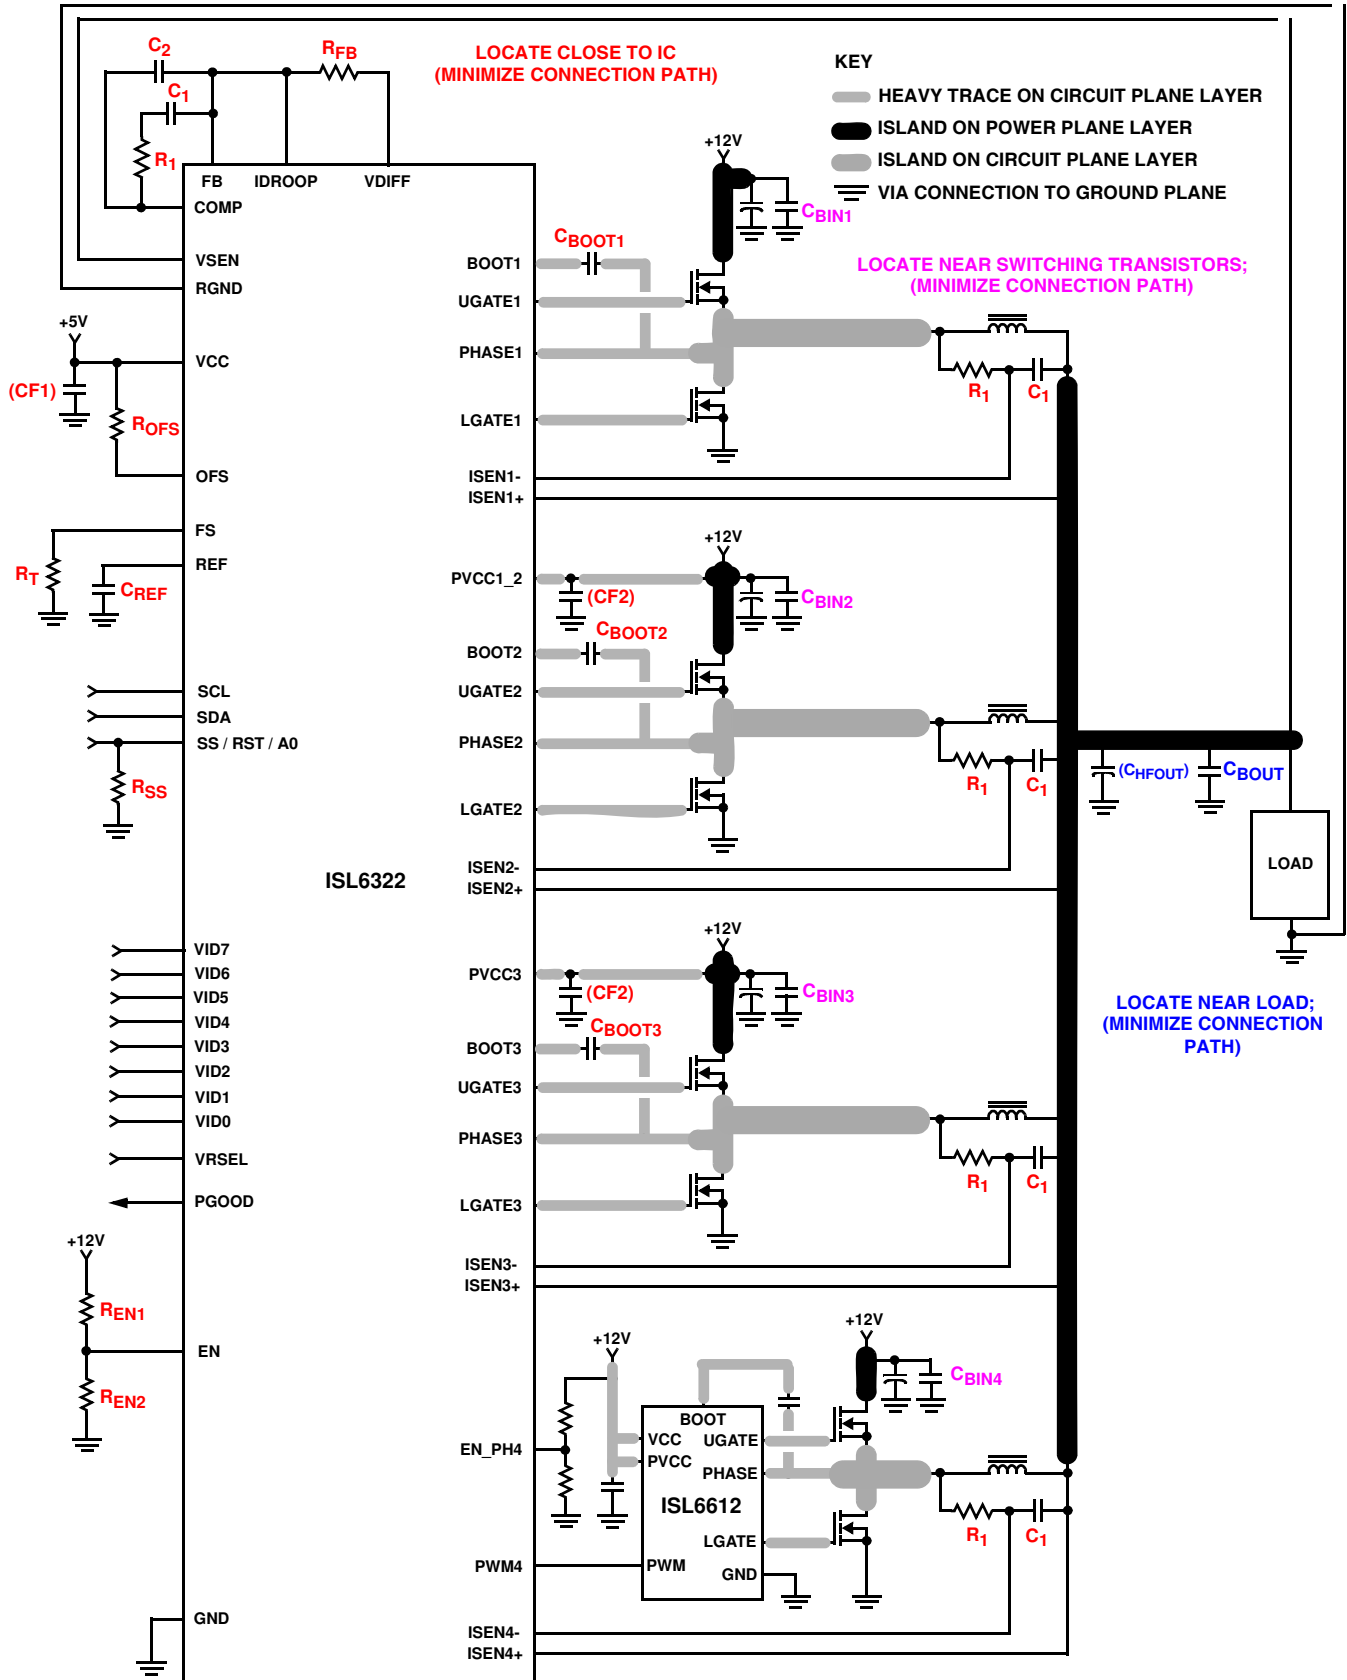 C2
RFB
C1
R1
LOCATE CLOSE TO IC
(MINIMIZE CONNECTION PATH)
KEY
HEAVY TRACE ON CIRCUIT PLANE LAYER
ISLAND ON POWER PLANE LAYER
ISLAND ON CIRCUIT PLANE LAYER
VIA CONNECTION TO GROUND PLANE
FB
IDROOP
VDIFF
COMP
VSEN
RGND
+5V
VCC
(CF1)
ROFS
OFS
FS
REF
RT
CREF
SCL
SDA
SS / RST / A0
RSS
ISL6322
VID7
VID6
VID5
VID4
VID3
VID2
VID1
VID0
VRSEL
PGOOD
+12V
REN1
EN
REN2
GND
+12V
CBIN1
LOCATE NEAR SWITCHING TRANSISTORS;
(MINIMIZE CONNECTION PATH)
CBOOT1
BOOT1
UGATE1
PHASE1
LGATE1
R1
C1
ISEN1-
ISEN1+
+12V
PVCC1_2
(CF2)
CBIN2
CBOOT2
BOOT2
UGATE2
PHASE2
LGATE2
R1
C1
ISEN2-
ISEN2+
(CHFOUT)
CBOUT
LOAD
LOCATE NEAR LOAD;
(MINIMIZE CONNECTION
PATH)
+12V
PVCC3
(CF2)
CBIN3
CBOOT3
BOOT3
UGATE3
PHASE3
LGATE3
R1
C1
ISEN3-
ISEN3+
+12V
+12V
CBIN4
EN_PH4
BOOT
VCC
UGATE
PVCC
PHASE
ISL6612
LGATE
PWM
GND
R1
C1
PWM4
ISEN4-
ISEN4+